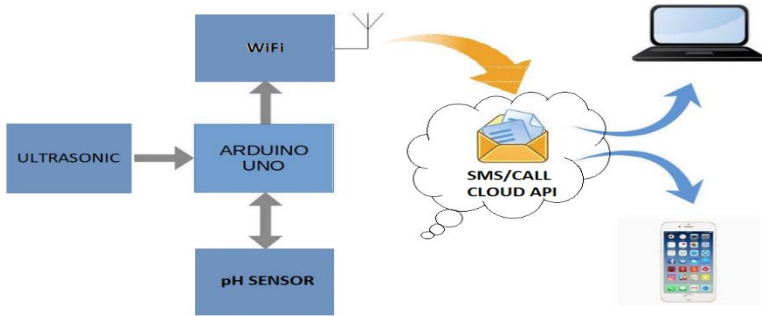 WiFi
ULTRASONIC
ARDUINO
UNO
SMS/CALL
CLOUD API
pH SENSOR